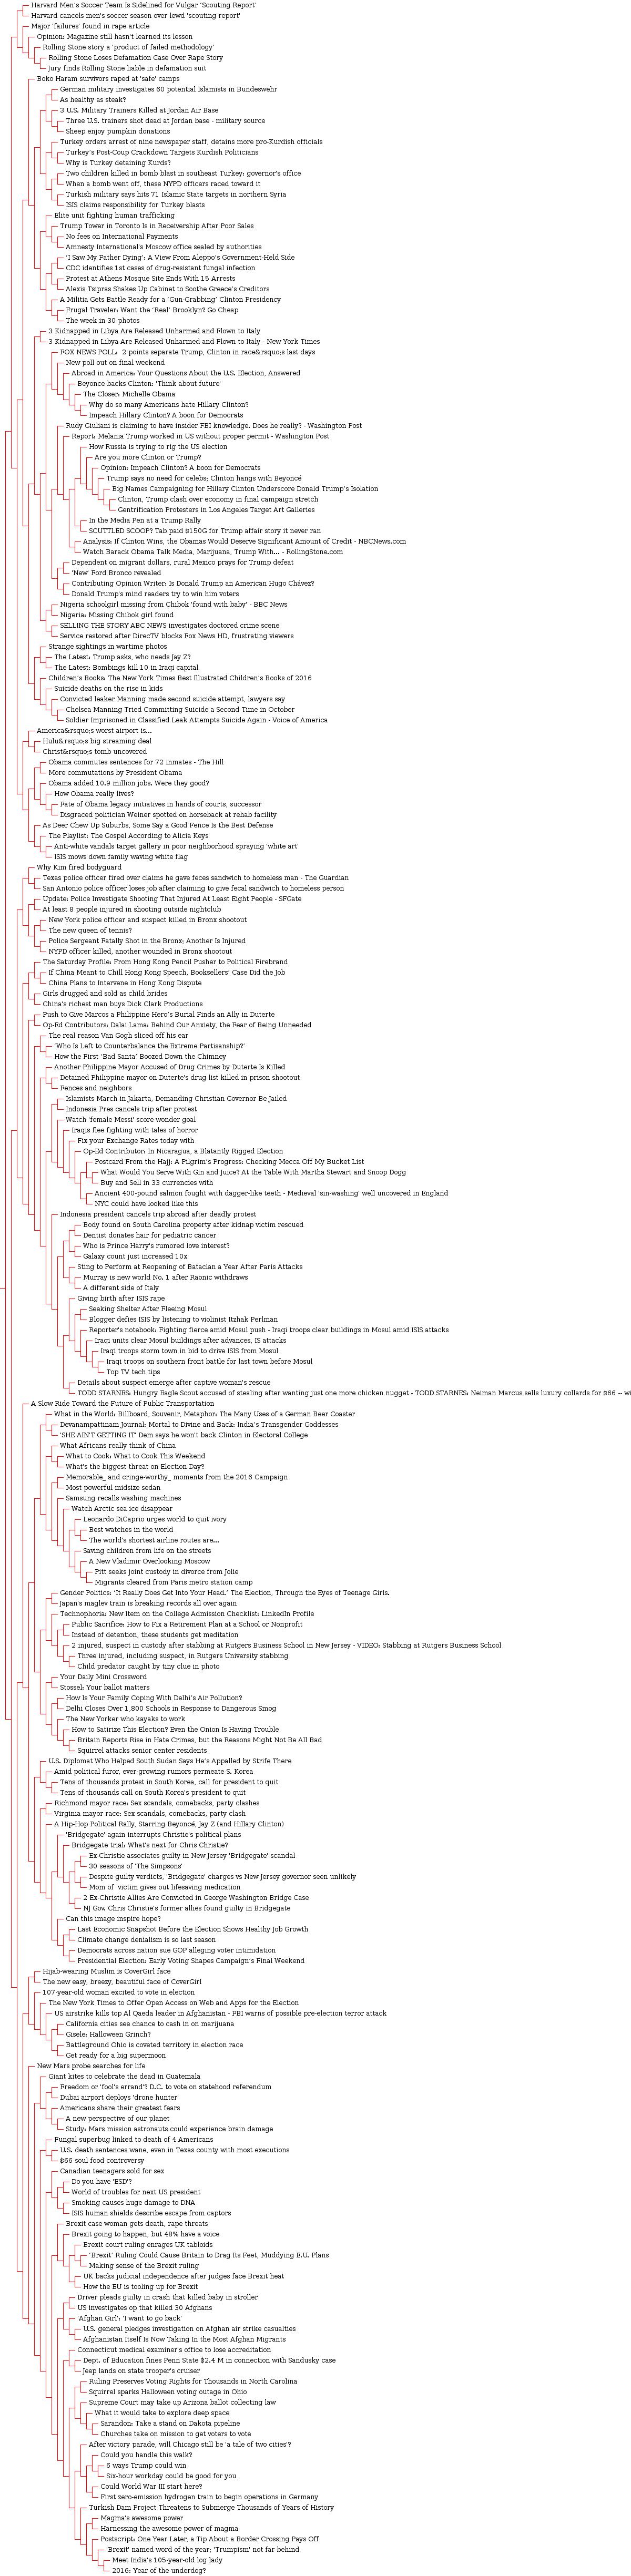 Harvard Men's Soccer Team Is Sidelined for Vulgar 'Scouting Report'
Harvard cancels men's soccer season over lewd 'scouting report'
Major 'failures' found in rape article
Opinion: Magazine still hasn't learned its lesson
Rolling Stone story a 'product of failed methodology'
Rolling Stone Loses Defamation Case Over Rape Story
Jury finds Rolling Stone liable in defamation suit
Boko Haram survivors raped at 'safe' camps
German military investigates 60 potential Islamists in Bundeswehr
As healthy as steak?
3 U.S. Military Trainers Killed at Jordan Air Base
Three U.S. trainers shot dead at Jordan base - military source
Sheep enjoy pumpkin donations
Turkey orders arrest of nine newspaper staff, detains more pro-Kurdish officials
Turkey's Post-Coup Crackdown Targets Kurdish Politicians
Why is Turkey detaining Kurds?
Two children killed in bomb blast in southeast Turkey: governor's office
When a bomb went off, these NYPD officers raced toward it
Turkish military says hits 71 Islamic State targets in northern Syria
ISIS claims responsibility for Turkey blasts
Elite unit fighting human trafficking
Trump Tower in Toronto Is in Receivership After Poor Sales
No fees on International Payments
Amnesty International's Moscow office sealed by authorities
'I Saw My Father Dying': A View From Aleppo's Government-Held Side
CDC identifies 1st cases of drug-resistant fungal infection
Protest at Athens Mosque Site Ends With 15 Arrests
Alexis Tsipras Shakes Up Cabinet to Soothe Greece's Creditors
A Militia Gets Battle Ready for a 'Gun-Grabbing' Clinton Presidency
Frugal Traveler: Want the 'Real' Brooklyn? Go Cheap
The week in 30 photos
3 Kidnapped in Libya Are Released Unharmed and Flown to Italy
3 Kidnapped in Libya Are Released Unharmed and Flown to Italy - New York Times
FOX NEWS POLL:  2 points separate Trump, Clinton in race&rsquo;s last days
New poll out on final weekend
Abroad in America: Your Questions About the U.S. Election, Answered
Beyonce backs Clinton: 'Think about future'
The Closer: Michelle Obama
Why do so many Americans hate Hillary Clinton?
Impeach Hillary Clinton? A boon for Democrats
Rudy Giuliani is claiming to have insider FBI knowledge. Does he really? - Washington Post
Report: Melania Trump worked in US without proper permit - Washington Post
How Russia is trying to rig the US election
Are you more Clinton or Trump?
Opinion: Impeach Clinton? A boon for Democrats
Trump says no need for celebs; Clinton hangs with Beyoncé
Big Names Campaigning for Hillary Clinton Underscore Donald Trump's Isolation
Clinton, Trump clash over economy in final campaign stretch
Gentrification Protesters in Los Angeles Target Art Galleries
In the Media Pen at a Trump Rally
SCUTTLED SCOOP? Tab paid $150G for Trump affair story it never ran
Analysis: If Clinton Wins, the Obamas Would Deserve Significant Amount of Credit - NBCNews.com
Watch Barack Obama Talk Media, Marijuana, Trump With... - RollingStone.com
Dependent on migrant dollars, rural Mexico prays for Trump defeat
'New' Ford Bronco revealed
Contributing Opinion Writer: Is Donald Trump an American Hugo Chávez?
Donald Trump's mind readers try to win him voters
Nigeria schoolgirl missing from Chibok 'found with baby' - BBC News
Nigeria: Missing Chibok girl found
SELLING THE STORY ABC NEWS investigates doctored crime scene
Service restored after DirecTV blocks Fox News HD, frustrating viewers
Strange sightings in wartime photos
The Latest: Trump asks, who needs Jay Z?
The Latest: Bombings kill 10 in Iraqi capital
Children's Books: The New York Times Best Illustrated Children's Books of 2016
Suicide deaths on the rise in kids
Convicted leaker Manning made second suicide attempt, lawyers say
Chelsea Manning Tried Committing Suicide a Second Time in October
Soldier Imprisoned in Classified Leak Attempts Suicide Again - Voice of America
America&rsquo;s worst airport is...
Hulu&rsquo;s big streaming deal
Christ&rsquo;s tomb uncovered
Obama commutes sentences for 72 inmates - The Hill
More commutations by President Obama
Obama added 10.9 million jobs. Were they good?
How Obama really lives?
Fate of Obama legacy initiatives in hands of courts, successor
Disgraced politician Weiner spotted on horseback at rehab facility
As Deer Chew Up Suburbs, Some Say a Good Fence Is the Best Defense
The Playlist: The Gospel According to Alicia Keys
Anti-white vandals target gallery in poor neighborhood spraying 'white art'
ISIS mows down family waving white flag
Why Kim fired bodyguard
Texas police officer fired over claims he gave feces sandwich to homeless man - The Guardian
San Antonio police officer loses job after claiming to give fecal sandwich to homeless person
Update: Police Investigate Shooting That Injured At Least Eight People - SFGate
At least 8 people injured in shooting outside nightclub
New York police officer and suspect killed in Bronx shootout
The new queen of tennis?
Police Sergeant Fatally Shot in the Bronx; Another Is Injured
NYPD officer killed, another wounded in Bronx shootout
The Saturday Profile: From Hong Kong Pencil Pusher to Political Firebrand
If China Meant to Chill Hong Kong Speech, Booksellers' Case Did the Job
China Plans to Intervene in Hong Kong Dispute
Girls drugged and sold as child brides
China's richest man buys Dick Clark Productions
Push to Give Marcos a Philippine Hero's Burial Finds an Ally in Duterte
Op-Ed Contributors: Dalai Lama: Behind Our Anxiety, the Fear of Being Unneeded
The real reason Van Gogh sliced off his ear
'Who Is Left to Counterbalance the Extreme Partisanship?'
How the First 'Bad Santa' Boozed Down the Chimney
Another Philippine Mayor Accused of Drug Crimes by Duterte Is Killed
Detained Philippine mayor on Duterte's drug list killed in prison shootout
Fences and neighbors
Islamists March in Jakarta, Demanding Christian Governor Be Jailed
Indonesia Pres cancels trip after protest
Watch 'female Messi' score wonder goal
Iraqis flee fighting with tales of horror
Fix your Exchange Rates today with
Op-Ed Contributor: In Nicaragua, a Blatantly Rigged Election
Postcard From the Hajj: A Pilgrim's Progress: Checking Mecca Off My Bucket List
What Would You Serve With Gin and Juice? At the Table With Martha Stewart and Snoop Dogg
Buy and Sell in 33 currencies with
Ancient 400-pound salmon fought with dagger-like teeth - Medieval 'sin-washing' well uncovered in England
NYC could have looked like this
Indonesia president cancels trip abroad after deadly protest
Body found on South Carolina property after kidnap victim rescued
Dentist donates hair for pediatric cancer
Who is Prince Harry's rumored love interest?
Galaxy count just increased 10x
Sting to Perform at Reopening of Bataclan a Year After Paris Attacks
Murray is new world No. 1 after Raonic withdraws
A different side of Italy
Giving birth after ISIS rape
Seeking Shelter After Fleeing Mosul
Blogger defies ISIS by listening to violinist Itzhak Perlman
Reporter's notebook: Fighting fierce amid Mosul push - Iraqi troops clear buildings in Mosul amid ISIS attacks
Iraqi units clear Mosul buildings after advances, IS attacks
Iraqi troops storm town in bid to drive ISIS from Mosul
Iraqi troops on southern front battle for last town before Mosul
Top TV tech tips
Details about suspect emerge after captive woman's rescue
TODD STARNES: Hungry Eagle Scout accused of stealing after wanting just one more chicken nugget - TODD STARNES: Neiman Marcus sells luxury collards for $66 -- wi
A Slow Ride Toward the Future of Public Transportation
What in the World: Billboard, Souvenir, Metaphor: The Many Uses of a German Beer Coaster
Devanampattinam Journal: Mortal to Divine and Back: India's Transgender Goddesses
'SHE AIN'T GETTING IT' Dem says he won't back Clinton in Electoral College
What Africans really think of China
What to Cook: What to Cook This Weekend
What's the biggest threat on Election Day?
Memorable_ and cringe-worthy_ moments from the 2016 Campaign
Most powerful midsize sedan
Samsung recalls washing machines
Watch Arctic sea ice disappear
Leonardo DiCaprio urges world to quit ivory
Best watches in the world
The world's shortest airline routes are...
Saving children from life on the streets
A New Vladimir Overlooking Moscow
Pitt seeks joint custody in divorce from Jolie
Migrants cleared from Paris metro station camp
Gender Politics: 'It Really Does Get Into Your Head.' The Election, Through the Eyes of Teenage Girls.
Japan's maglev train is breaking records all over again
Technophoria: New Item on the College Admission Checklist: LinkedIn Profile
Public Sacrifice: How to Fix a Retirement Plan at a School or Nonprofit
Instead of detention, these students get meditation
2 injured, suspect in custody after stabbing at Rutgers Business School in New Jersey - VIDEO: Stabbing at Rutgers Business School
Three injured, including suspect, in Rutgers University stabbing
Child predator caught by tiny clue in photo
Your Daily Mini Crossword
Stossel: Your ballot matters
How Is Your Family Coping With Delhi's Air Pollution?
Delhi Closes Over 1,800 Schools in Response to Dangerous Smog
The New Yorker who kayaks to work
How to Satirize This Election? Even the Onion Is Having Trouble
Britain Reports Rise in Hate Crimes, but the Reasons Might Not Be All Bad
Squirrel attacks senior center residents
U.S. Diplomat Who Helped South Sudan Says He's Appalled by Strife There
Amid political furor, ever-growing rumors permeate S. Korea
Tens of thousands protest in South Korea, call for president to quit
Tens of thousands call on South Korea's president to quit
Richmond mayor race: Sex scandals, comebacks, party clashes
Virginia mayor race: Sex scandals, comebacks, party clash
A Hip-Hop Political Rally, Starring Beyoncé, Jay Z (and Hillary Clinton)
'Bridgegate' again interrupts Christie's political plans
Bridgegate trial: What's next for Chris Christie?
Ex-Christie associates guilty in New Jersey 'Bridgegate' scandal
30 seasons of 'The Simpsons'
Despite guilty verdicts, 'Bridgegate' charges vs New Jersey governor seen unlikely
Mom of  victim gives out lifesaving medication
2 Ex-Christie Allies Are Convicted in George Washington Bridge Case
NJ Gov. Chris Christie's former allies found guilty in Bridgegate
Can this image inspire hope?
Last Economic Snapshot Before the Election Shows Healthy Job Growth
Climate change denialism is so last season
Democrats across nation sue GOP alleging voter intimidation
Presidential Election: Early Voting Shapes Campaign's Final Weekend
Hijab-wearing Muslim is CoverGirl face
The new easy, breezy, beautiful face of CoverGirl
107-year-old woman excited to vote in election
The New York Times to Offer Open Access on Web and Apps for the Election
US airstrike kills top Al Qaeda leader in Afghanistan - FBI warns of possible pre-election terror attack
California cities see chance to cash in on marijuana
Gisele: Halloween Grinch?
Battleground Ohio is coveted territory in election race
Get ready for a big supermoon
New Mars probe searches for life
Giant kites to celebrate the dead in Guatemala
Freedom or 'fool's errand'? D.C. to vote on statehood referendum
Dubai airport deploys 'drone hunter'
Americans share their greatest fears
A new perspective of our planet
Study: Mars mission astronauts could experience brain damage
Fungal superbug linked to death of 4 Americans
U.S. death sentences wane, even in Texas county with most executions
$66 soul food controversy
Canadian teenagers sold for sex
Do you have 'ESD'?
World of troubles for next US president
Smoking causes huge damage to DNA
ISIS human shields describe escape from captors
Brexit case woman gets death, rape threats
Brexit going to happen, but 48% have a voice
Brexit court ruling enrages UK tabloids
'Brexit' Ruling Could Cause Britain to Drag Its Feet, Muddying E.U. Plans
Making sense of the Brexit ruling
UK backs judicial independence after judges face Brexit heat
How the EU is tooling up for Brexit
Driver pleads guilty in crash that killed baby in stroller
US investigates op that killed 30 Afghans
'Afghan Girl': 'I want to go back'
U.S. general pledges investigation on Afghan air strike casualties
Afghanistan Itself Is Now Taking In the Most Afghan Migrants
Connecticut medical examiner's office to lose accreditation
Dept. of Education fines Penn State $2.4 M in connection with Sandusky case
Jeep lands on state trooper's cruiser
Ruling Preserves Voting Rights for Thousands in North Carolina
Squirrel sparks Halloween voting outage in Ohio
Supreme Court may take up Arizona ballot collecting law
What it would take to explore deep space
Sarandon: Take a stand on Dakota pipeline
Churches take on mission to get voters to vote
After victory parade, will Chicago still be 'a tale of two cities'?
Could you handle this walk?
6 ways Trump could win
Six-hour workday could be good for you
Could World War III start here?
First zero-emission hydrogen train to begin operations in Germany
Turkish Dam Project Threatens to Submerge Thousands of Years of History
Magma's awesome power
Harnessing the awesome power of magma
Postscript: One Year Later, a Tip About a Border Crossing Pays Off
'Brexit' named word of the year; 'Trumpism' not far behind
Meet India's 105-year-old log lady
2016: Year of the underdog?